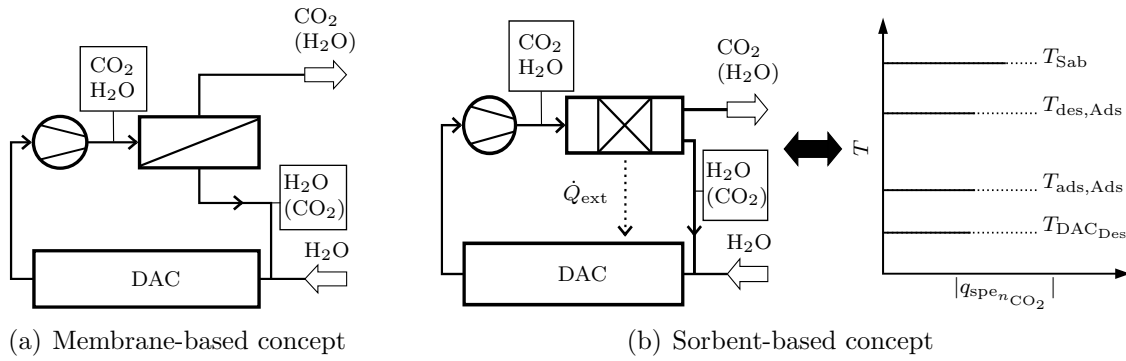 CO₂
(H₂O)
CO₂
H₂O
H₂O
(CO₂)
H₂O
DAC
(a) Membrane-based concept
CO₂
(H₂O)
CO₂
H₂O
H₂O
(CO₂)
Q̇ext
H₂O
DAC
T
TSab
Tdes,Ads
Tads,Ads
TDACDes
|qspenCO₂|
(b) Sorbent-based concept